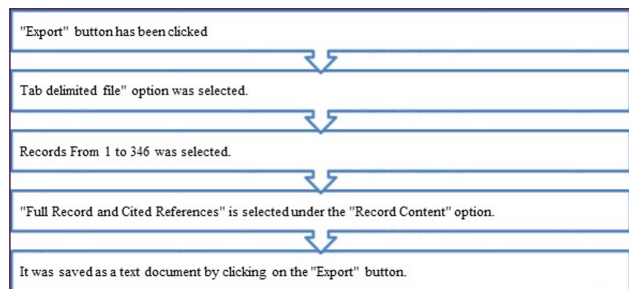 "Export" button has been clicked
Tab delimited file" option was selected.
Records From 1 to 346 was selected.
"Full Record and Cited References" is selected under the "Record Content" option.
It was saved as a text document by clicking on the "Export" button.